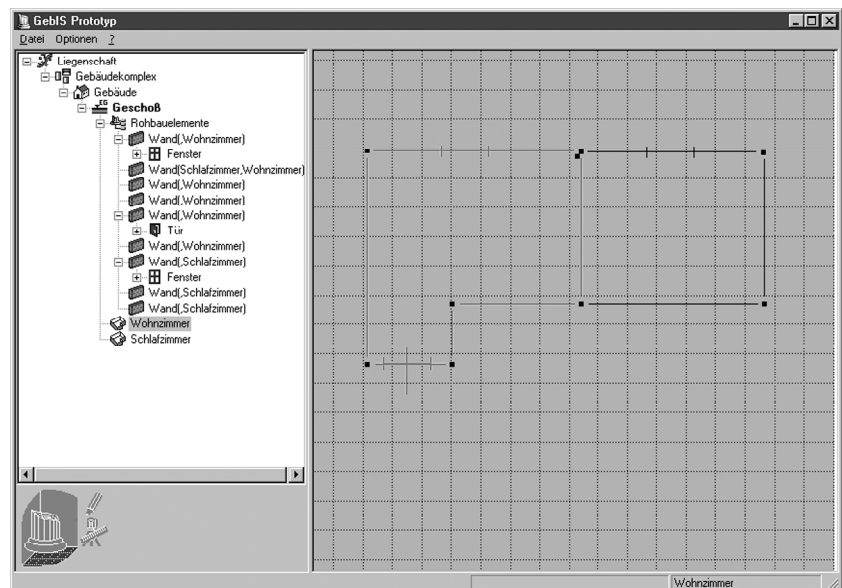 GebIS Prototyp
Datei Optionen ?
Liegenschaft
Gebäudekomplex
Gebäude
EG Geschoß
Rohbauelemente
Wand(,Wohnzimmer)
Fenster
Wand(Schlafzimmer,Wohnzimmer)
Wand(,Wohnzimmer)
Wand(,Wohnzimmer)
Wand(,Wohnzimmer)
Tür
Wand(,Wohnzimmer)
Wand(,Schlafzimmer)
Fenster
Wand(,Schlafzimmer)
Wand(,Schlafzimmer)
Wohnzimmer
Schlafzimmer
Wohnzimmer